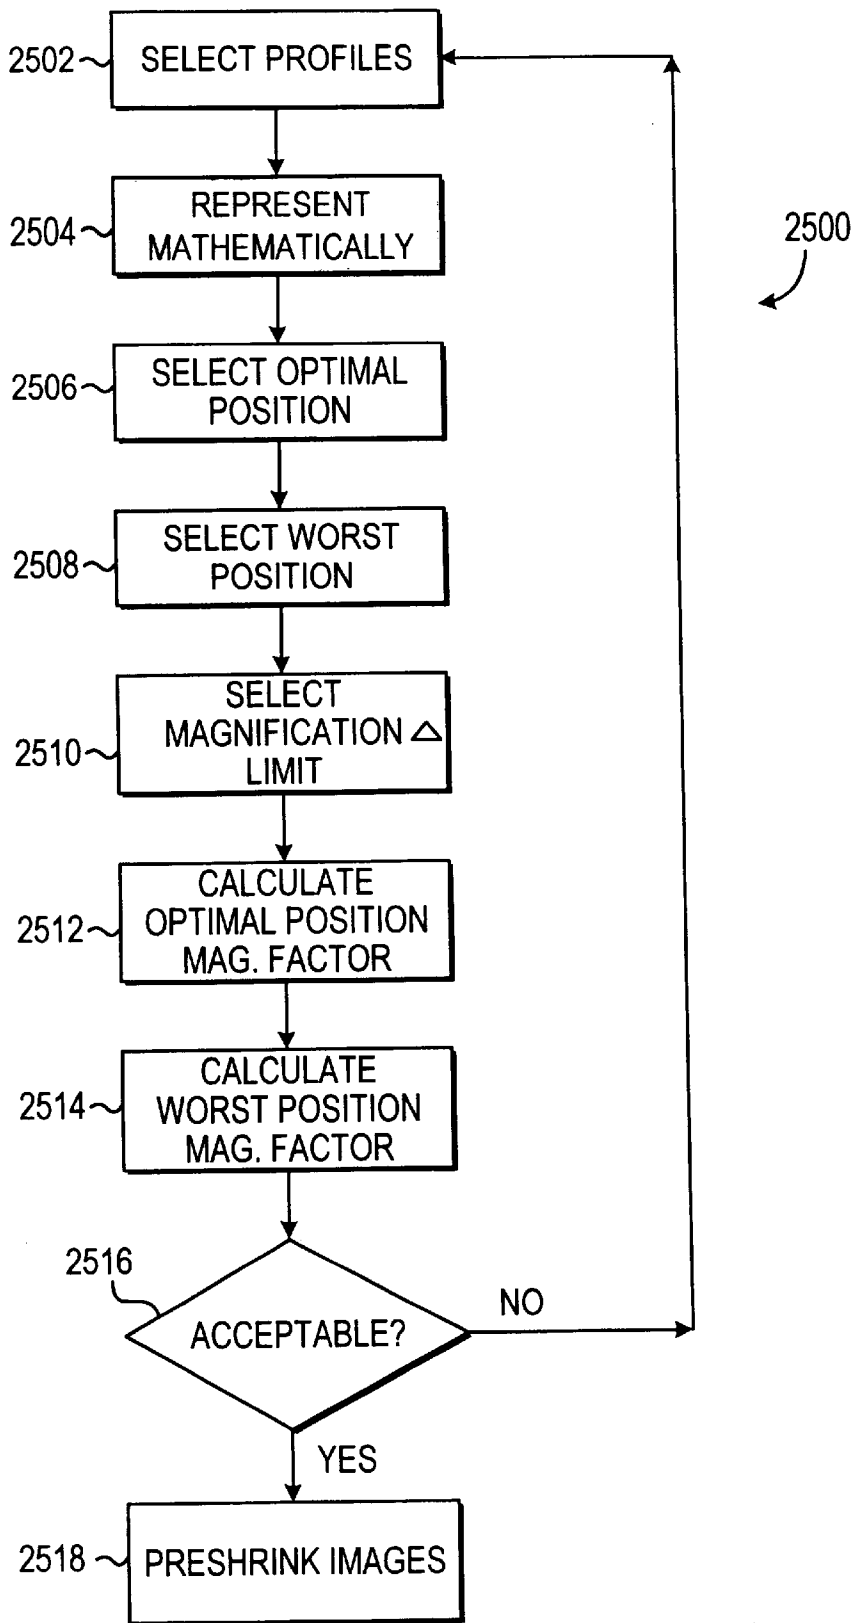 2502
SELECT PROFILES
2504
REPRESENT
MATHEMATICALLY
2500
2506
SELECT OPTIMAL
POSITION
2508
SELECT WORST
POSITION
2510
SELECT
MAGNIFICATION △
LIMIT
2512
CALCULATE
OPTIMAL POSITION
MAG. FACTOR
2514
CALCULATE
WORST POSITION
MAG. FACTOR
2516
ACCEPTABLE?
NO
YES
2518
PRESHRINK IMAGES